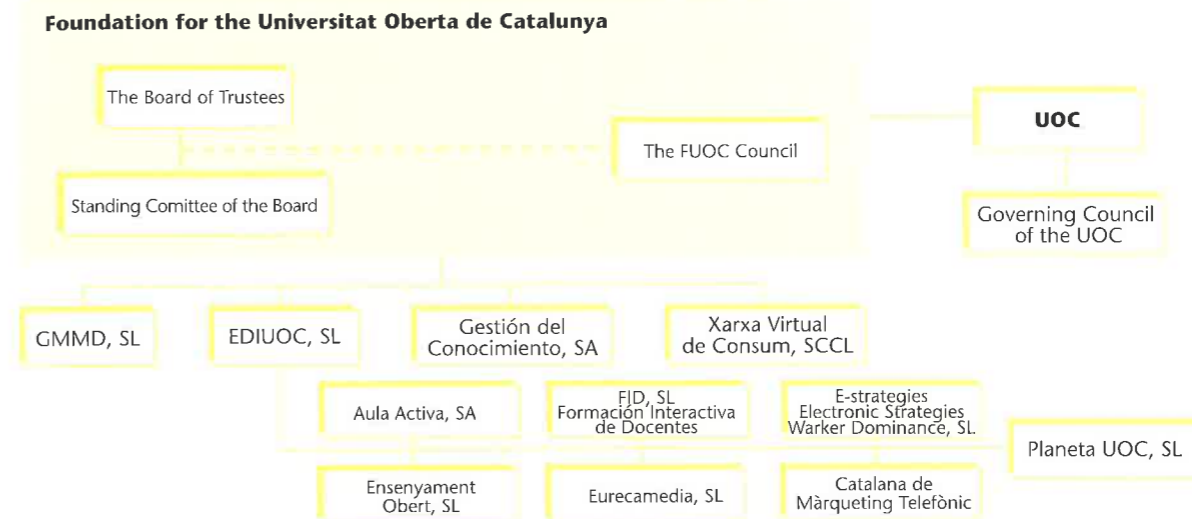 Foundation for the Universitat Oberta de Catalunya
The Board of Trustees
The FUOC Council
Standing Comittee of the Board
UOC
Governing Council
of the UOC
GMMD, SL
EDIUOC, SL
Gestión del
Conocimiento, SA
Xarxa Virtual
de Consum, SCCL
Aula Activa, SA
FID, SL
Formación Interactiva
de Docentes
E-strategies
Electronic Strategies
Warker Dominance, SL
Planeta UOC, SL
Ensenyament
Obert, SL
Eurecamedia, SL
Catalana de
Màrqueting Telefònic